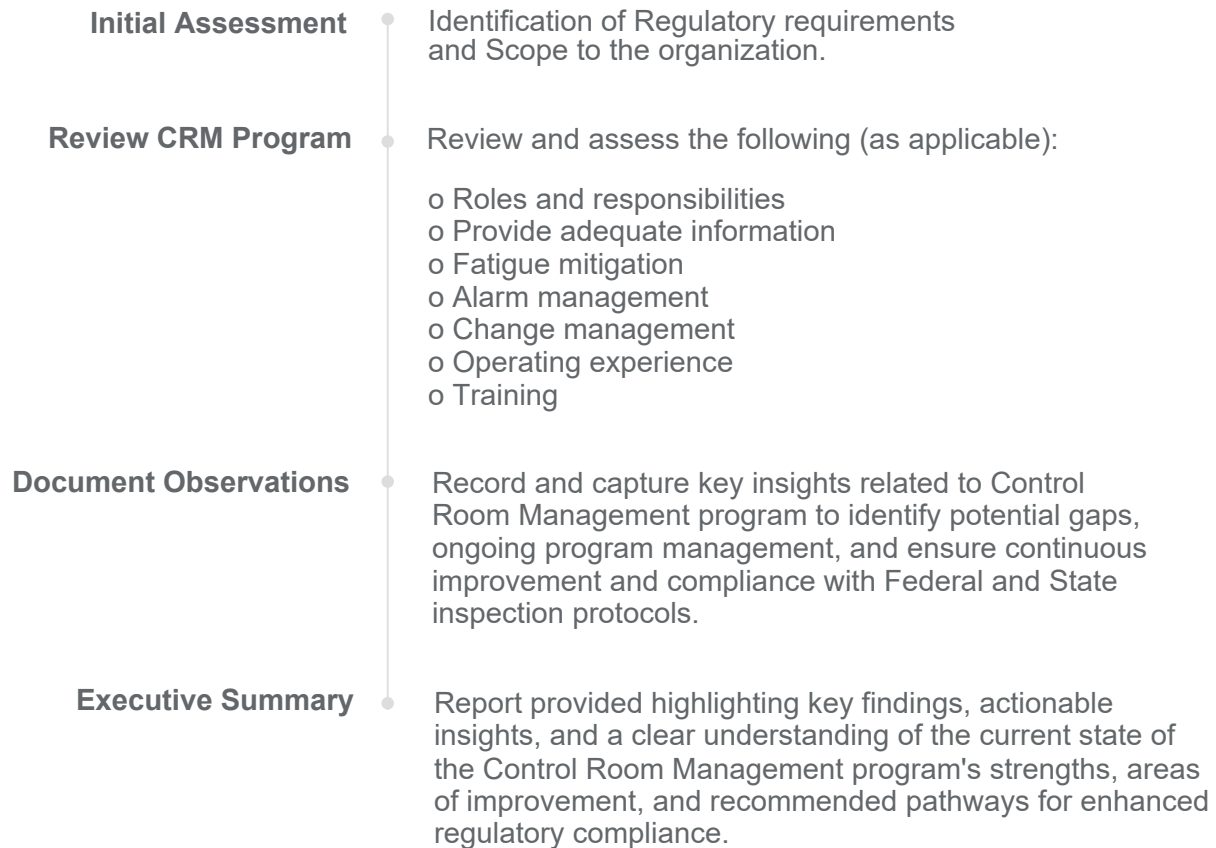 Initial Assessment
Identification of Regulatory requirements
and Scope to the organization.
Review CRM Program
Review and assess the following (as applicable):
o Roles and responsibilities
o Provide adequate information
o Fatigue mitigation
o Alarm management
o Change management
o Operating experience
o Training
Document Observations
Record and capture key insights related to Control
Room Management program to identify potential gaps,
ongoing program management, and ensure continuous
improvement and compliance with Federal and State
inspection protocols.
Executive Summary
Report provided highlighting key findings, actionable
insights, and a clear understanding of the current state of
the Control Room Management program's strengths, areas
of improvement, and recommended pathways for enhanced
regulatory compliance.